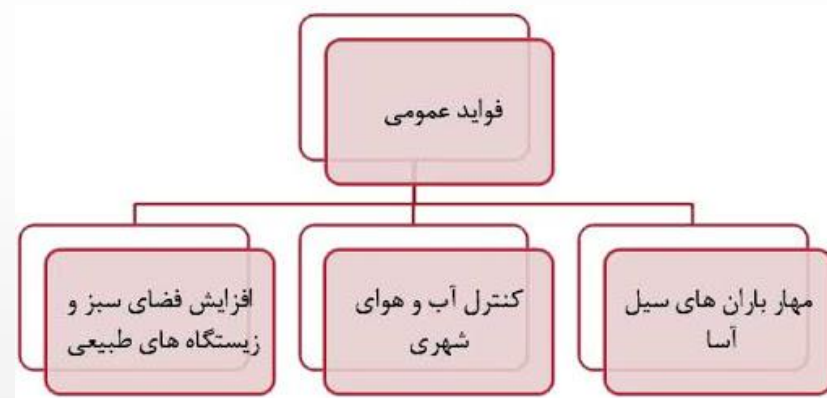 فواید عمومی
مهار باران های سیل
آسا
کنترل آب و هوای
شهری
افزایش فضای سبز و
زیستگاه های طبیعی